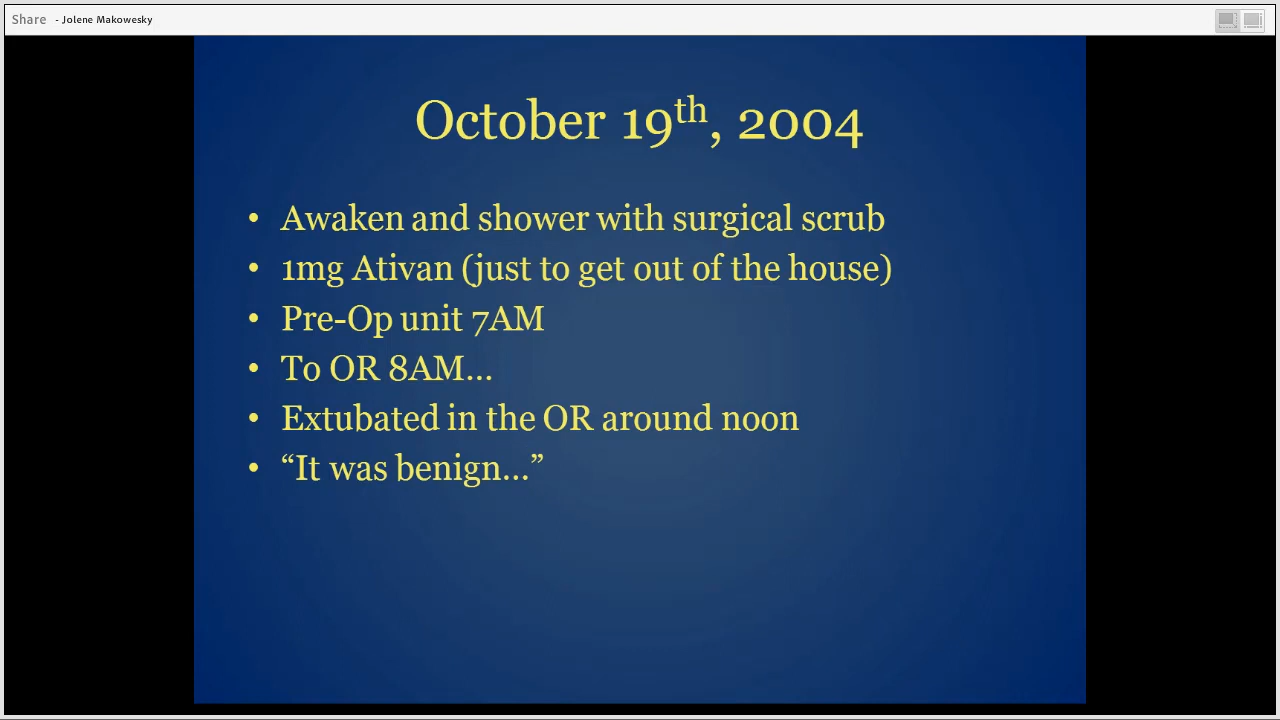 Share - Jolene Makowesky
October 19th, 2004
• Awaken and shower with surgical scrub
• 1mg Ativan (just to get out of the house)
• Pre-Op unit 7AM
• To OR 8AM…
• Extubated in the OR around noon
• “It was benign…”